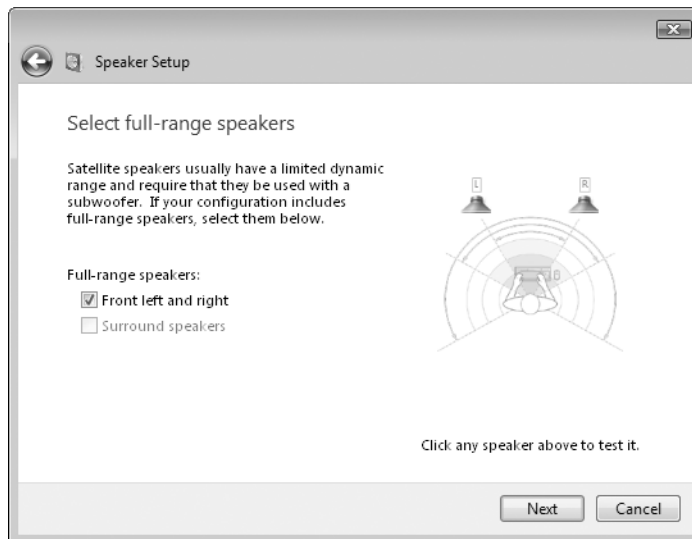 Speaker Setup
Select full-range speakers
Satellite speakers usually have a limited dynamic
range and require that they be used with a
subwoofer. If your configuration includes
full-range speakers, select them below.
L
R
Full-range speakers:
Front left and right
Surround speakers
Click any speaker above to test it.
Next
Cancel